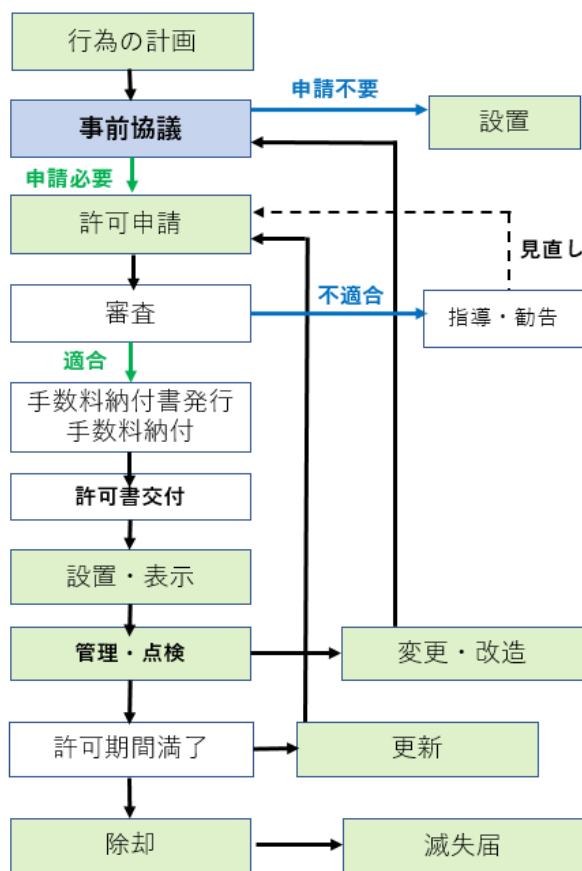 行為の計画
申請不要
事前協議
設置
申請必要
許可申請
見直し
不適合
審査
指導・勧告
適合
手数料納付書発行
手数料納付
許可書交付
設置・表示
管理・点検
変更・改造
許可期間満了
更新
除却
滅失届